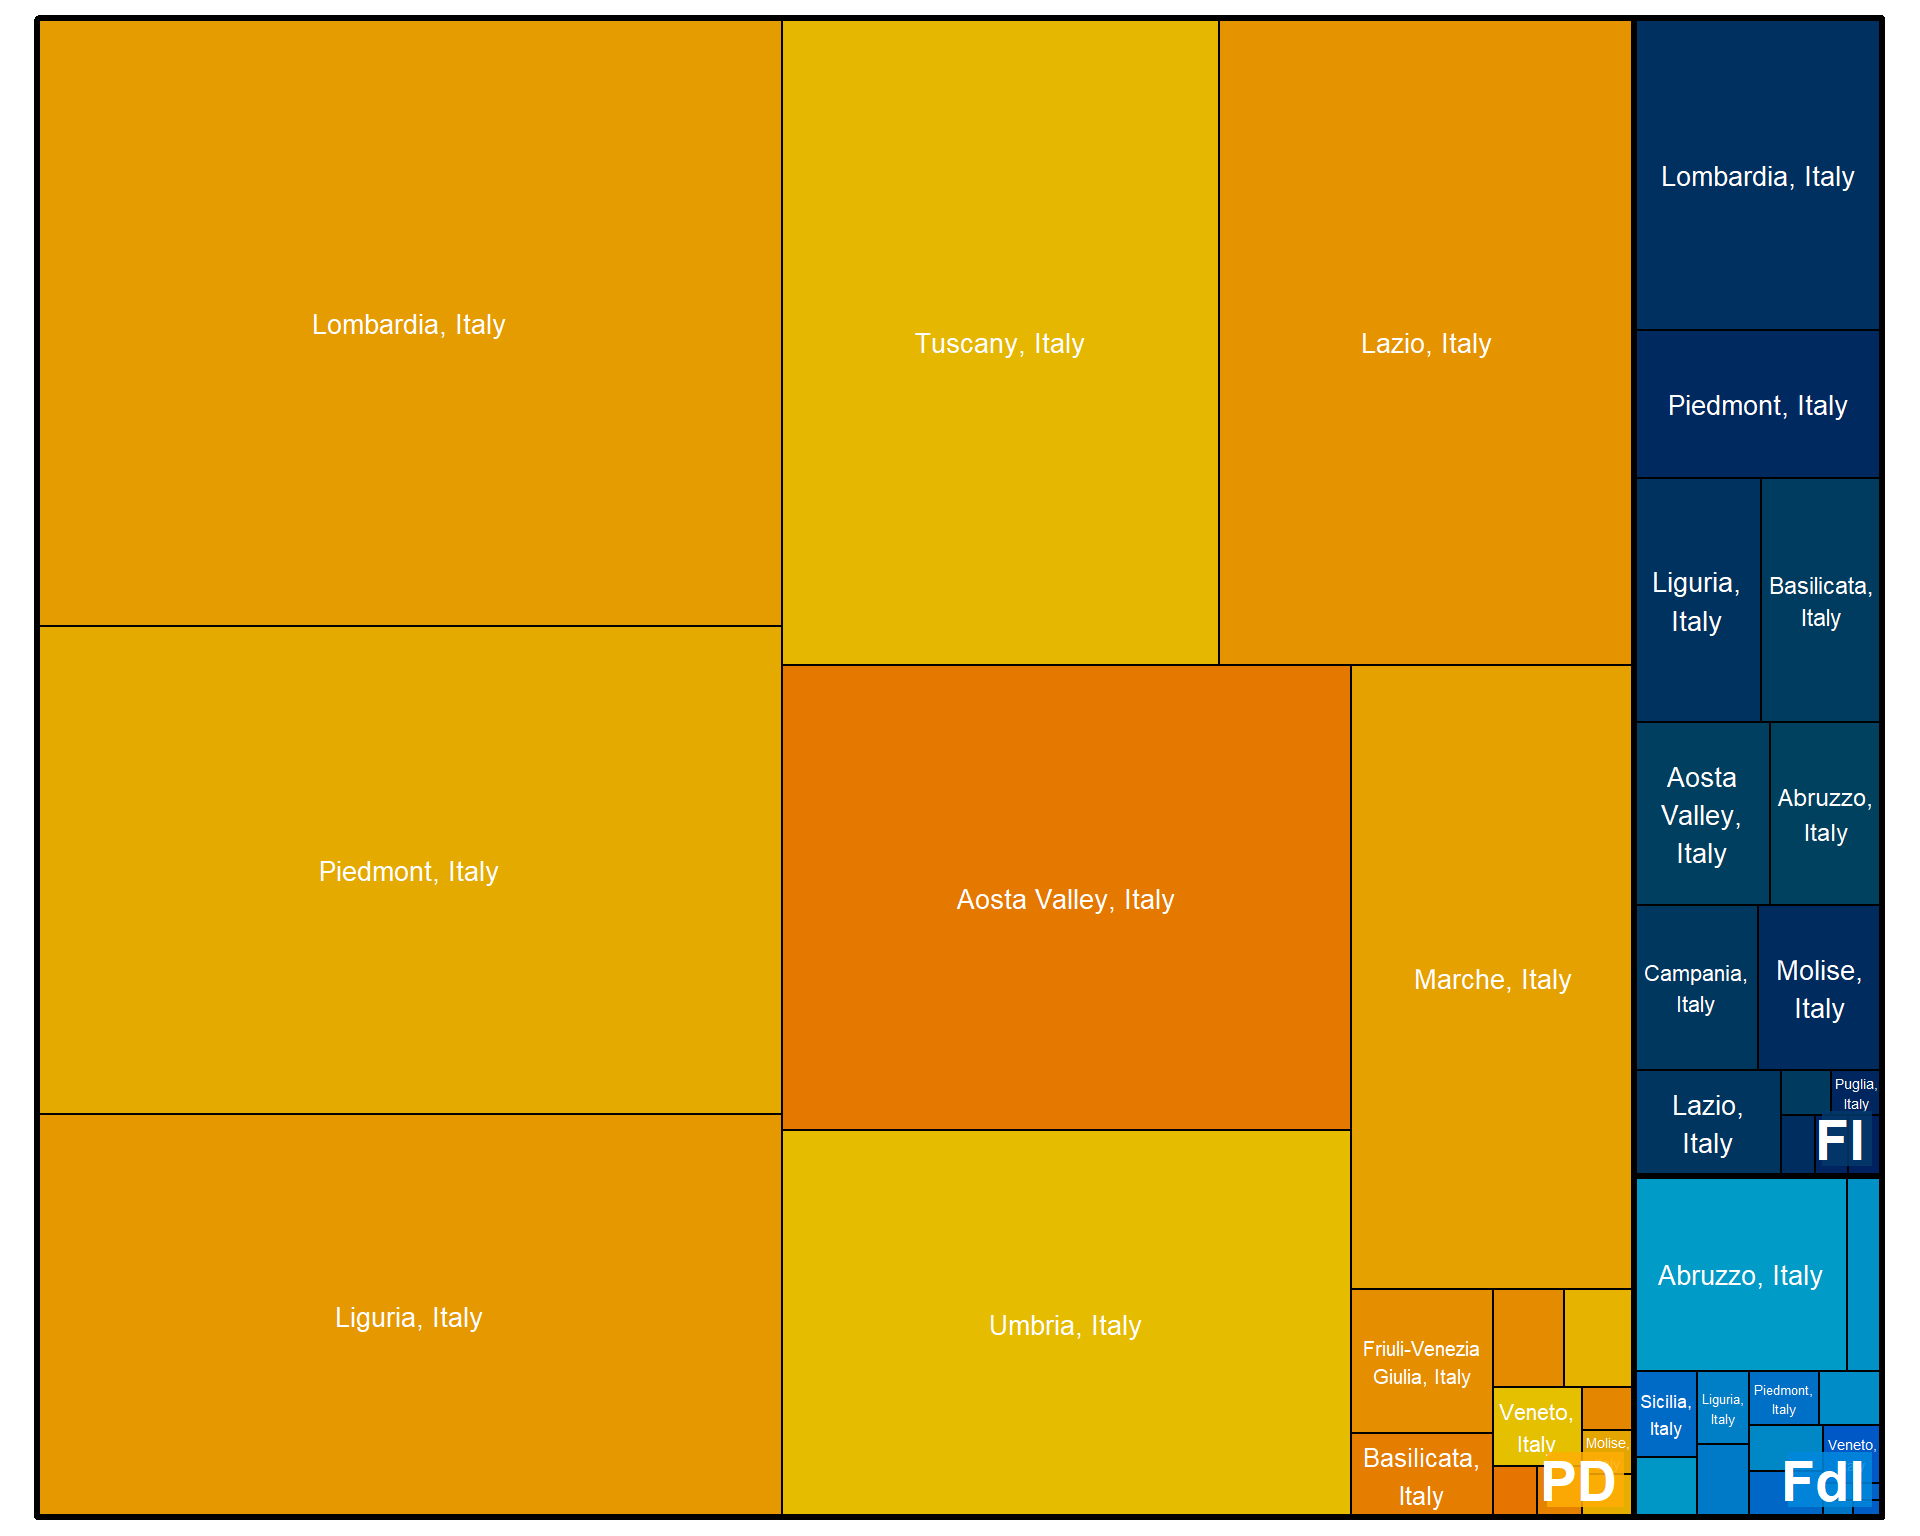 Lombardia, Italy
Piedmont, Italy
Liguria, Italy
Tuscany, Italy
Lazio, Italy
Aosta Valley, Italy
Umbria, Italy
Marche, Italy
Friuli-Venezia
Giulia, Italy
Basilicata,
Italy
Veneto,
Italy
Molise,
PD
Lombardia, Italy
Piedmont, Italy
Liguria,
Italy
Basilicata,
Italy
Aosta
Valley,
Italy
Abruzzo,
Italy
Campania,
Italy
Molise,
Italy
Lazio,
Italy
Puglia,
Italy
FI
Abruzzo, Italy
Sicilia,
Italy
Liguria,
Italy
Piedmont,
Italy
Veneto,
FdI